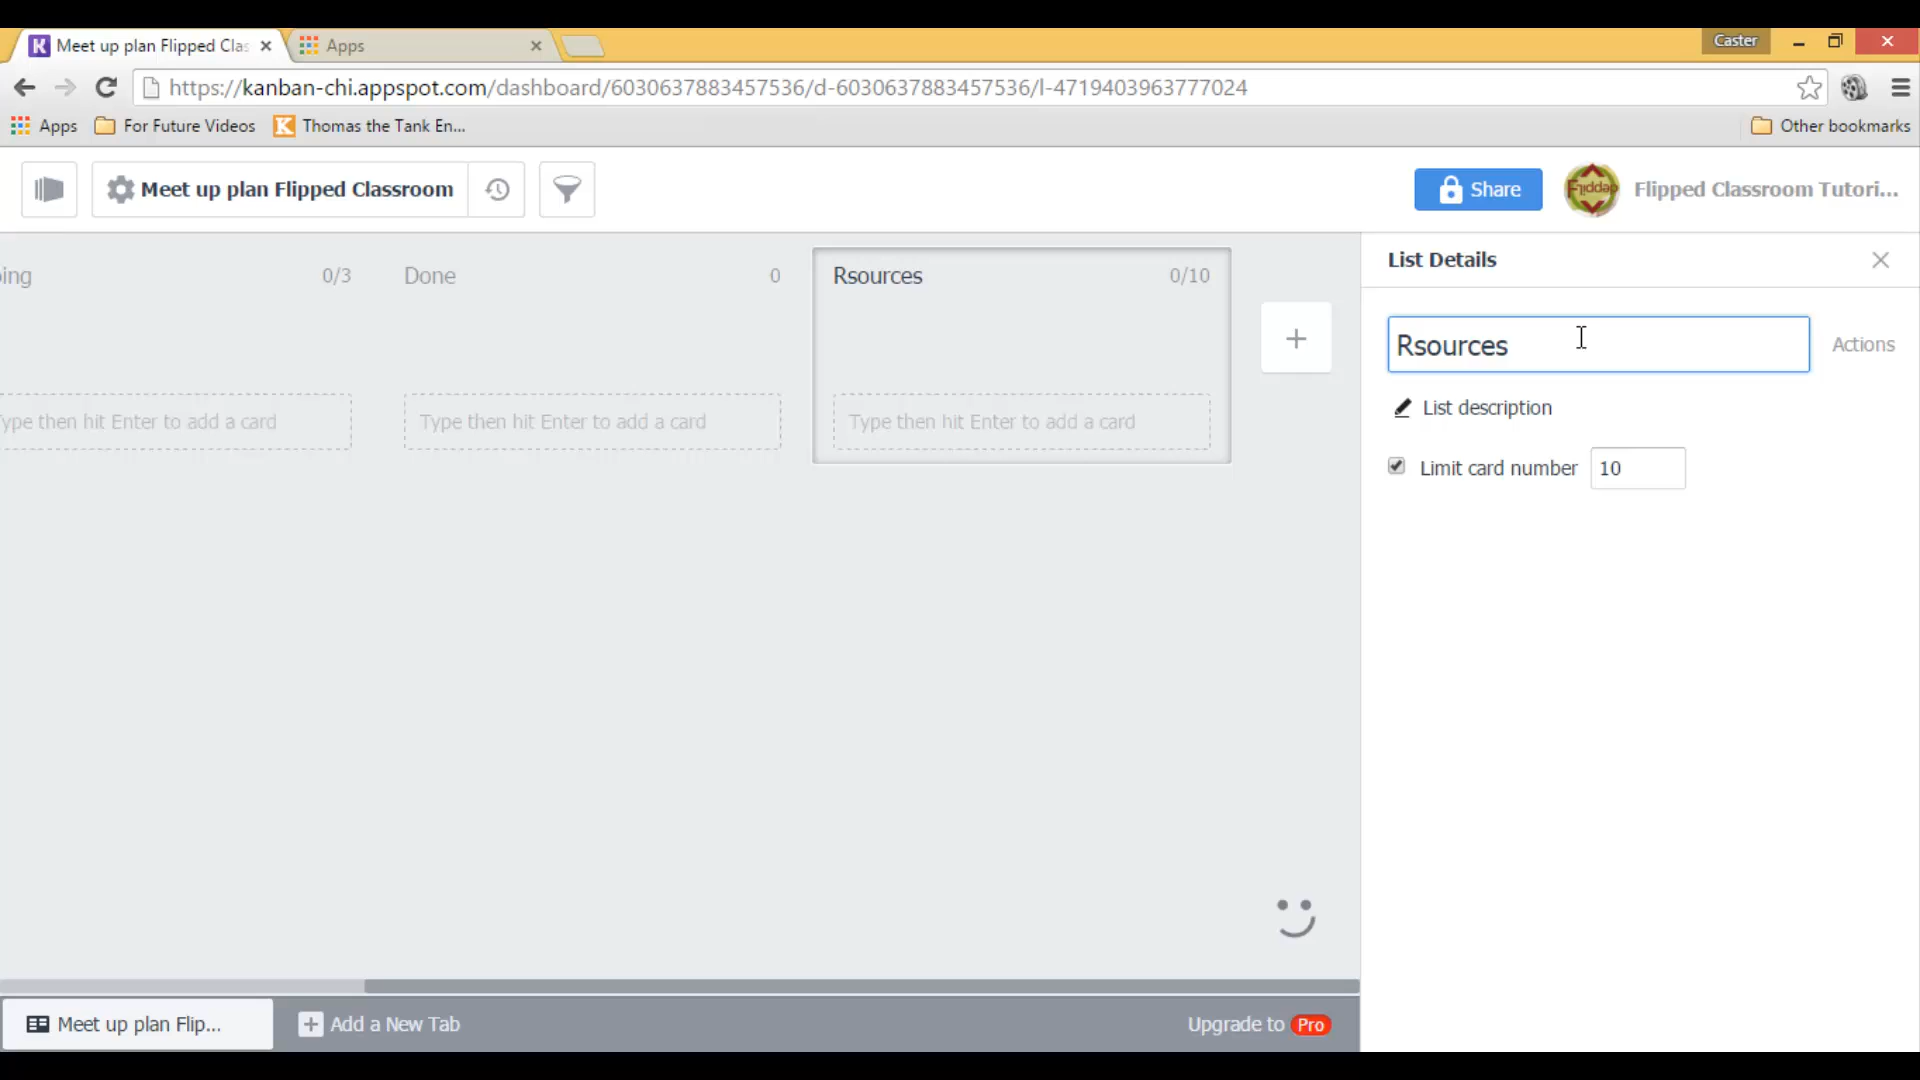 Meet up plan Flipped Clas
Apps
Caster
https://kanban-chi.appspot.com/dashboard/6030637883457536/d-6030637883457536/l-4719403963777024
Apps
For Future Videos
Thomas the Tank En...
Other bookmarks
Meet up plan Flipped Classroom
Share
Flipped
Flipped Classroom Tutori...
ping
0/3
Done
0
Rsources
0/10
List Details
Rsources
Actions
ype then hit Enter to add a card
Type then hit Enter to add a card
Type then hit Enter to add a card
List description
Limit card number
10
Meet up plan Flip...
Add a New Tab
Upgrade to Pro